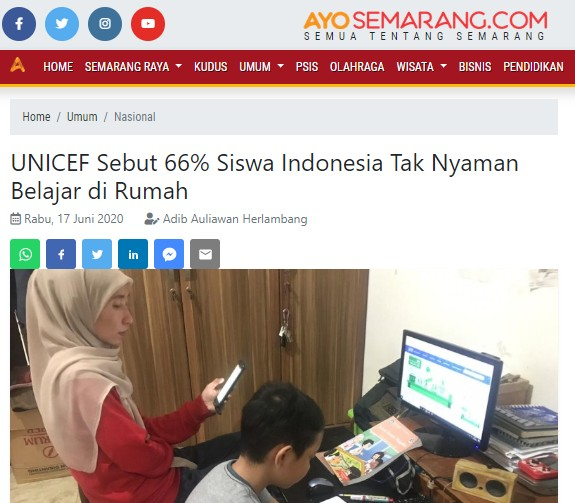 AYOSEMARANG.COM
SEMUA TENTANG SEMARANG
HOME SEMARANG RAYA KUDUS UMUM PSIS OLAHRAGA WISATA BISNIS PENDIDIKAN
Home / Umum / Nasional
UNICEF Sebut 66% Siswa Indonesia Tak Nyaman
Belajar di Rumah
Rabu, 17 Juni 2020 Adib Auliawan Herlambang